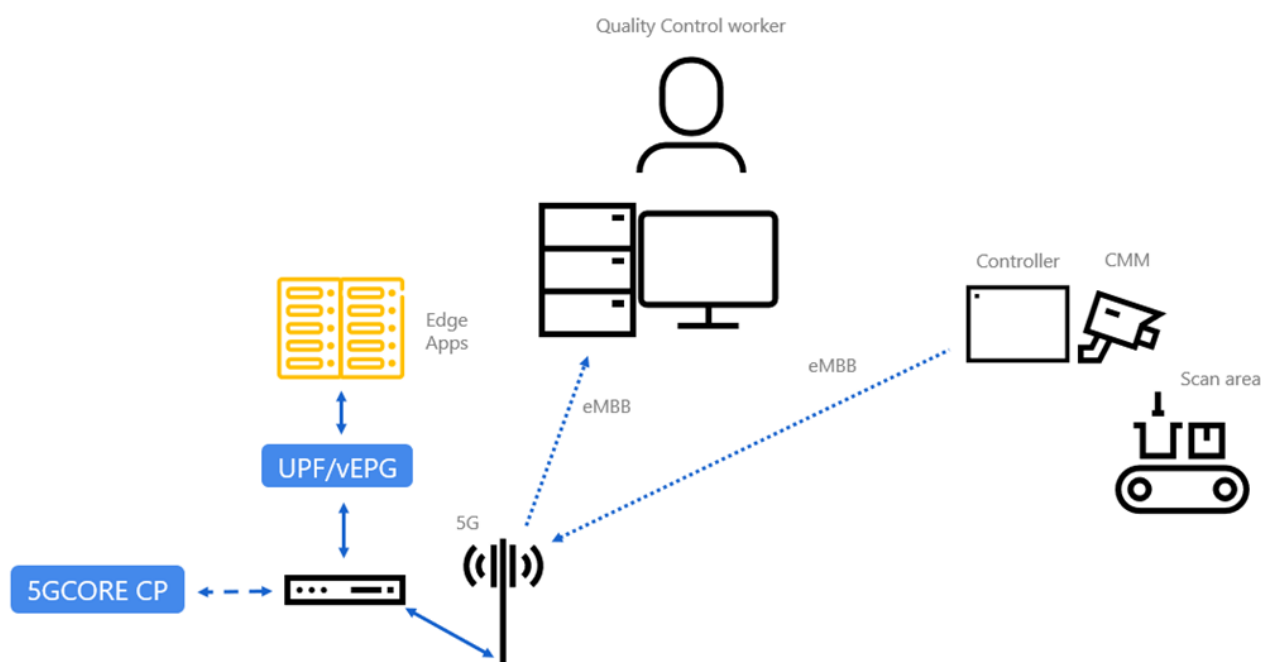 Quality Control worker
Controller
CMM
Edge
Apps
eMBB
Scan area
eMBB
UPF/vEPG
5G
5GCORE CP